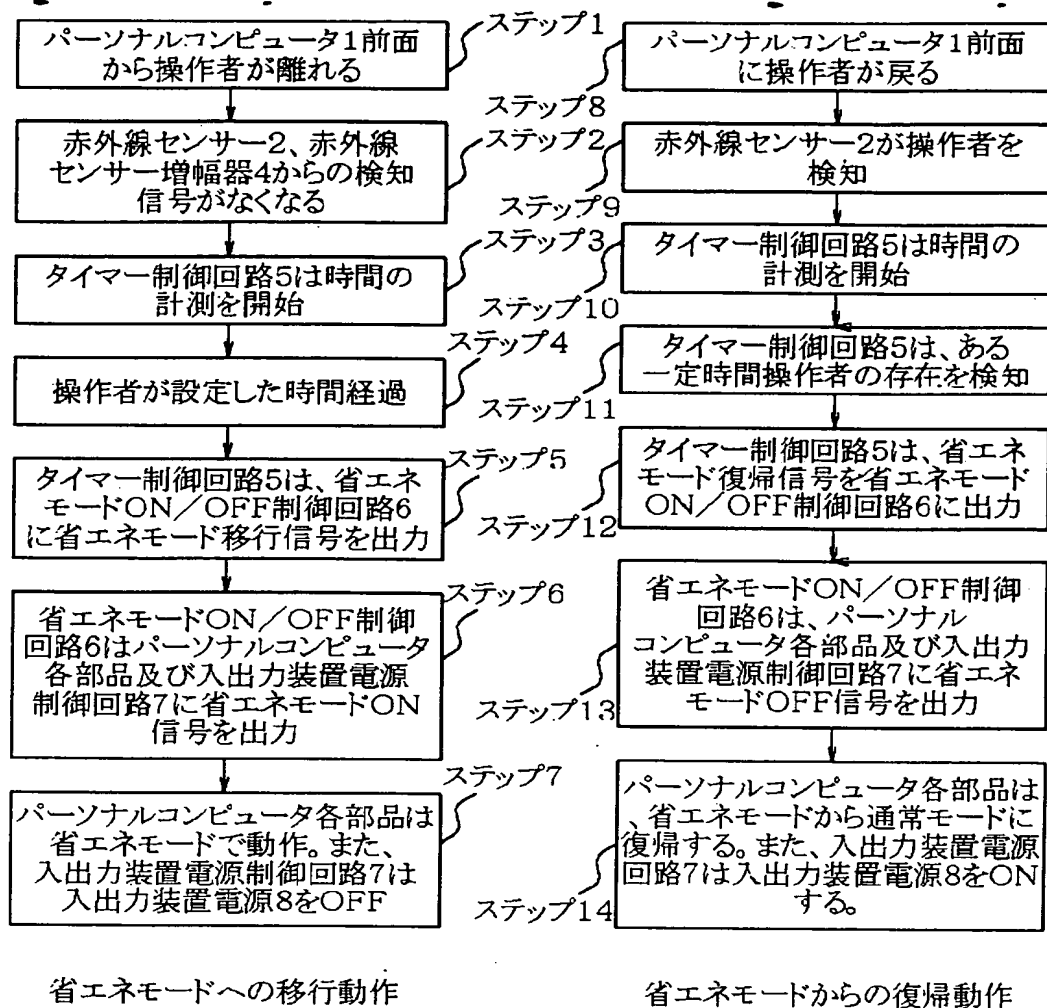 ステップ1
パーソナルコンピュータ1前面
から操作者が離れる
ステップ2
赤外線センサー2、赤外線
センサー増幅器4からの検知
信号がなくなる
ステップ3
タイマー制御回路5は時間の
計測を開始
ステップ4
操作者が設定した時間経過
ステップ5
タイマー制御回路5は、省エネ
モードON／OFF制御回路6
に省エネモード移行信号を出力
ステップ6
省エネモードON／OFF制御
回路6はパーソナルコンピュータ
各部品及び入出力装置電源
制御回路7に省エネモードON
信号を出力
ステップ7
パーソナルコンピュータ各部品は
省エネモードで動作。また、
入出力装置電源制御回路7は
入出力装置電源8をOFF
省エネモードへの移行動作
パーソナルコンピュータ1前面
に操作者が戻る
ステップ8
赤外線センサー2が操作者を
検知
ステップ9
タイマー制御回路5は時間の
計測を開始
ステップ10
タイマー制御回路5は、ある
一定時間操作者の存在を検知
ステップ11
タイマー制御回路5は、省エネ
モード復帰信号を省エネモード
ON／OFF制御回路6に出力
ステップ12
省エネモードON／OFF制御
回路6は、パーソナル
コンピュータ各部品及び入出力
装置電源制御回路7に省エネ
モードOFF信号を出力
ステップ13
パーソナルコンピュータ各部品は
、省エネモードから通常モードに
復帰する。また、入出力装置電源
回路7は入出力装置電源8をON
する。
ステップ14
省エネモードからの復帰動作